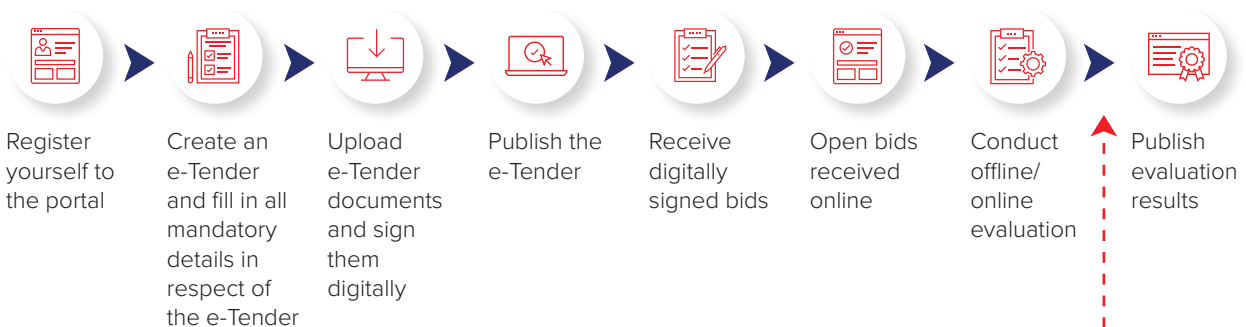 Register
yourself to
the portal
Create an
e-Tender
and fill in all
mandatory
details in
respect of
the e-Tender
Upload
e-Tender
documents
and sign
them
digitally
Publish the
e-Tender
Receive
digitally
signed bids
Open bids
received
online
Conduct
offline/
online
evaluation
Publish
evaluation
results